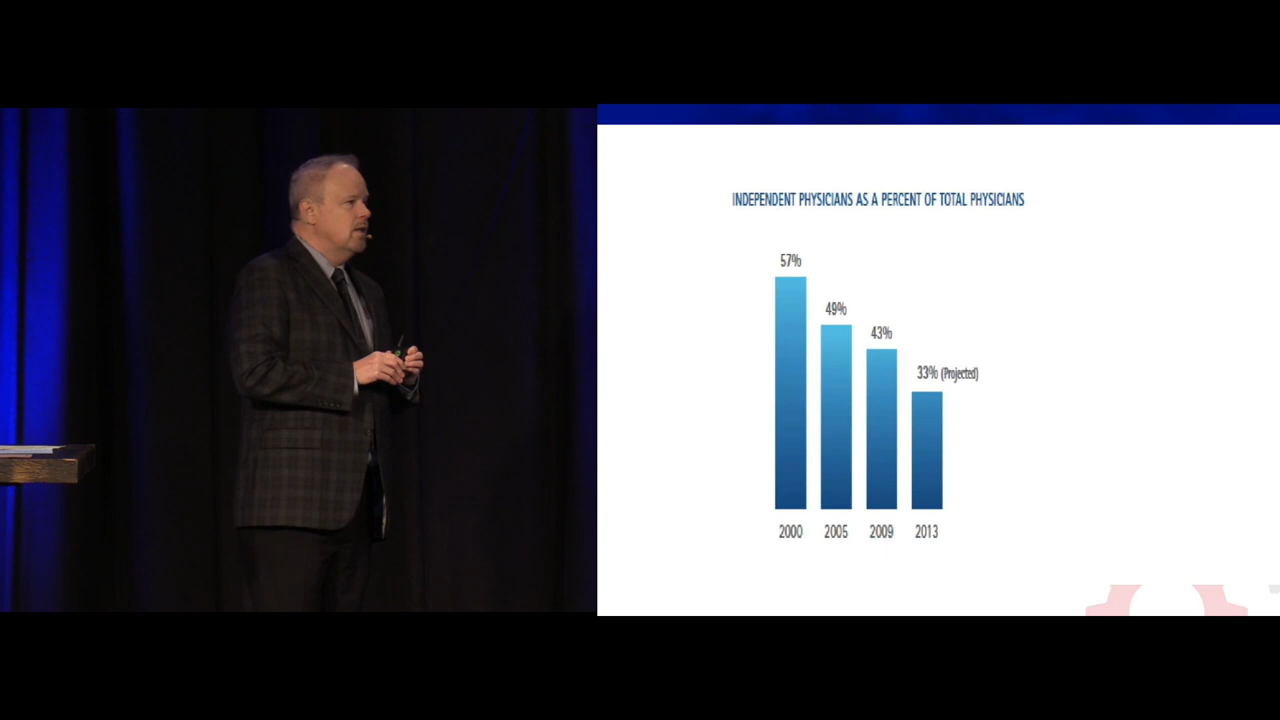 INDEPENDENT PHYSICIANS AS A PERCENT OF TOTAL PHYSICIANS
57%
49%
43%
33% (Projected)
2000 2005 2009 2013